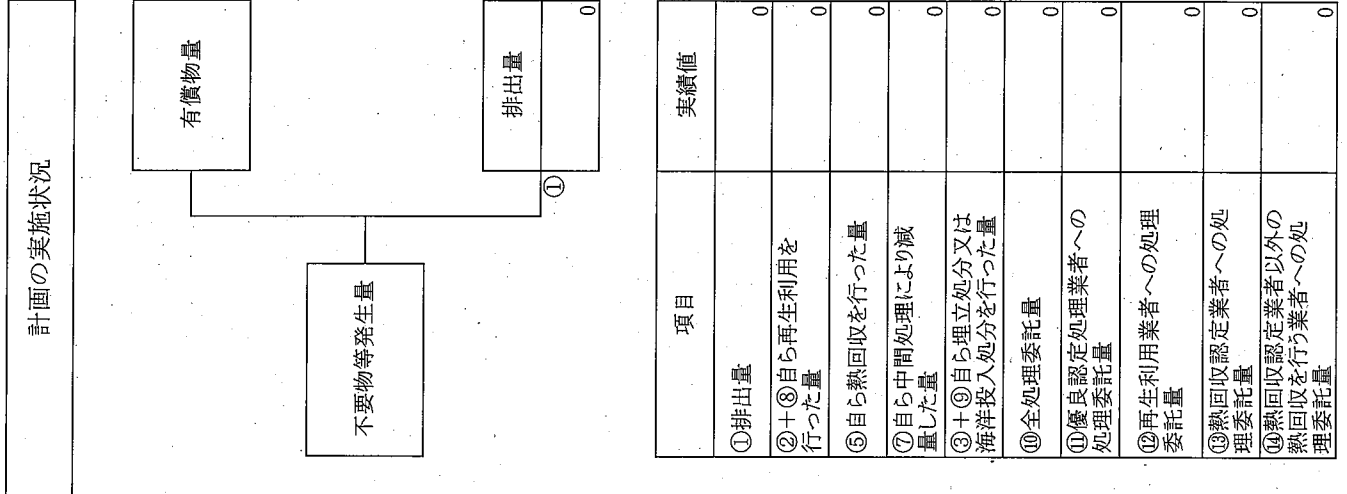 計画の実施状況
有償物量
不要物等発生量
排出量
①
0
項目 実績値
①排出量 0
②+⑧自ら再生利用を
行った量 0
⑤自ら熱回収を行った量 0
⑦自ら中間処理により減
量した量 0
③+⑨自ら埋立処分又は
海洋投入処分を行った量 0
⑩全処理委託量 0
⑪優良認定処理業者への
処理委託量 0
⑫再生利用業者への処理
委託量 0
⑬熱回収認定業者への処
理委託量 0
⑭熱回収認定業者以外の
熱回収を行う業者への処
理委託量 0